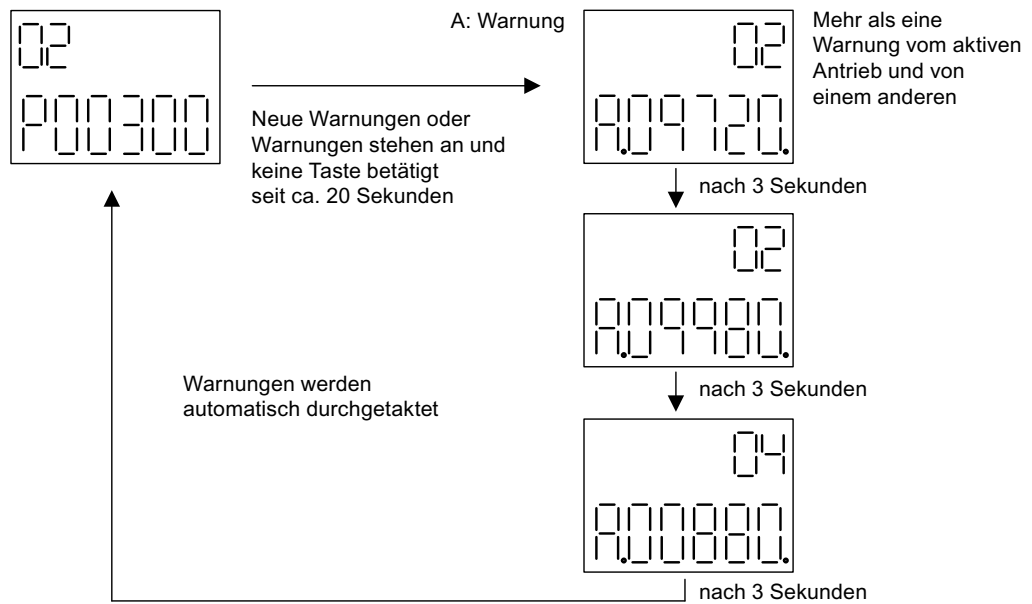 02
P00300
Neue Warnungen oder
Warnungen stehen an und
keine Taste betätigt
seit ca. 20 Sekunden
A: Warnung
02
A.09720.
Mehr als eine
Warnung vom aktiven
Antrieb und von
einem anderen
nach 3 Sekunden
02
A.09980.
Warnungen werden
automatisch durchgetaktet
nach 3 Sekunden
04
A.00880.
nach 3 Sekunden